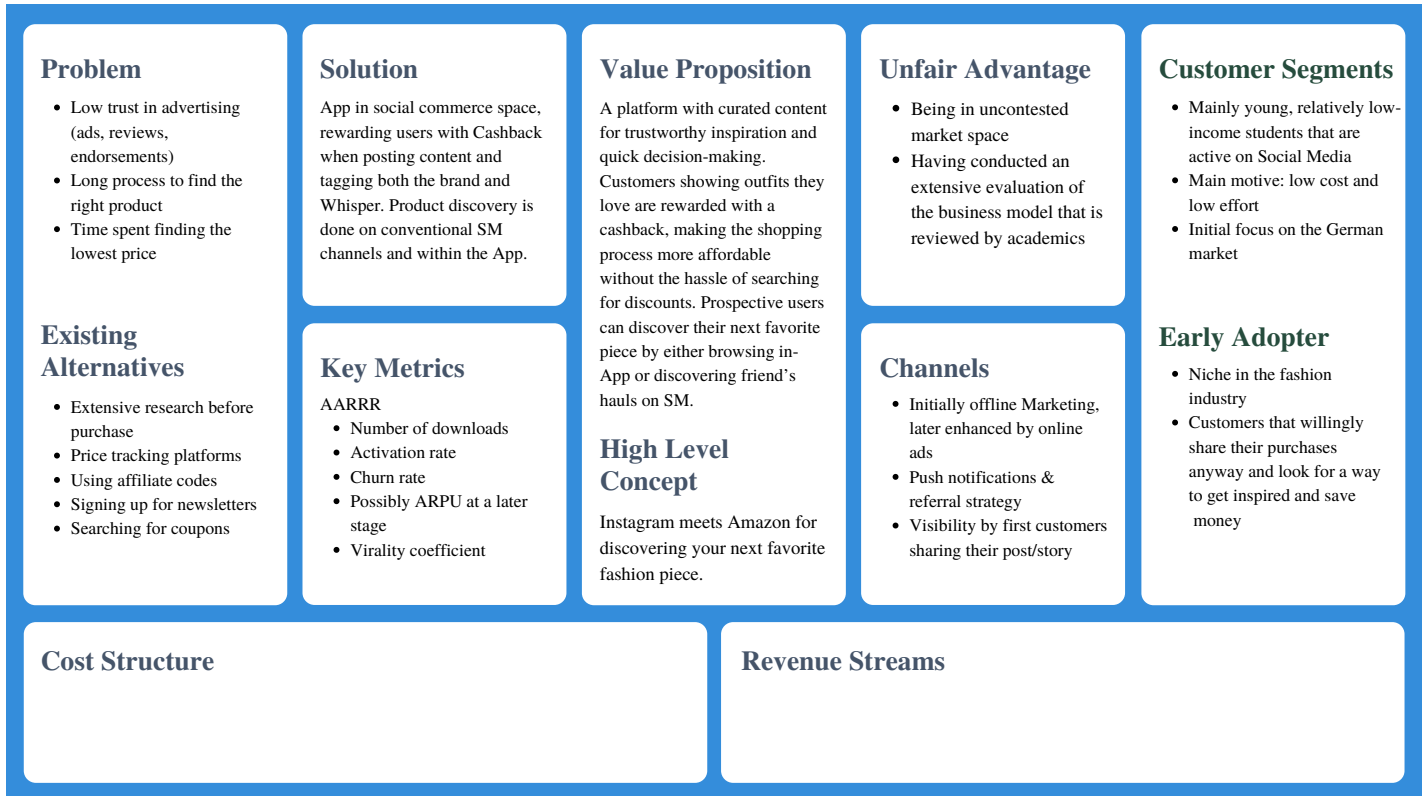 Problem
• Low trust in advertising
(ads, reviews,
endorsements)
• Long process to find the
right product
• Time spent finding the
lowest price
Existing
Alternatives
• Extensive research before
purchase
• Price tracking platforms
• Using affiliate codes
• Signing up for newsletters
• Searching for coupons
Solution
App in social commerce space,
rewarding users with Cashback
when posting content and
tagging both the brand and
Whisper. Product discovery is
done on conventional SM
channels and within the App.
Key Metrics
AARRR
• Number of downloads
• Activation rate
• Churn rate
• Possibly ARPU at a later
stage
• Virality coefficient
Value Proposition
A platform with curated content
for trustworthy inspiration and
quick decision-making.
Customers showing outfits they
love are rewarded with a
cashback, making the shopping
process more affordable
without the hassle of searching
for discounts. Prospective users
can discover their next favorite
piece by either browsing in-
App or discovering friend’s
hauls on SM.
High Level
Concept
Instagram meets Amazon for
discovering your next favorite
fashion piece.
Unfair Advantage
• Being in uncontested
market space
• Having conducted an
extensive evaluation of
the business model that is
reviewed by academics
Channels
• Initially offline Marketing,
later enhanced by online
ads
• Push notifications &
referral strategy
• Visibility by first customers
sharing their post/story
Customer Segments
• Mainly young, relatively low-
income students that are
active on Social Media
• Main motive: low cost and
low effort
• Initial focus on the German
market
Early Adopter
• Niche in the fashion
industry
• Customers that willingly
share their purchases
anyway and look for a way
to get inspired and save
money
Cost Structure
Revenue Streams